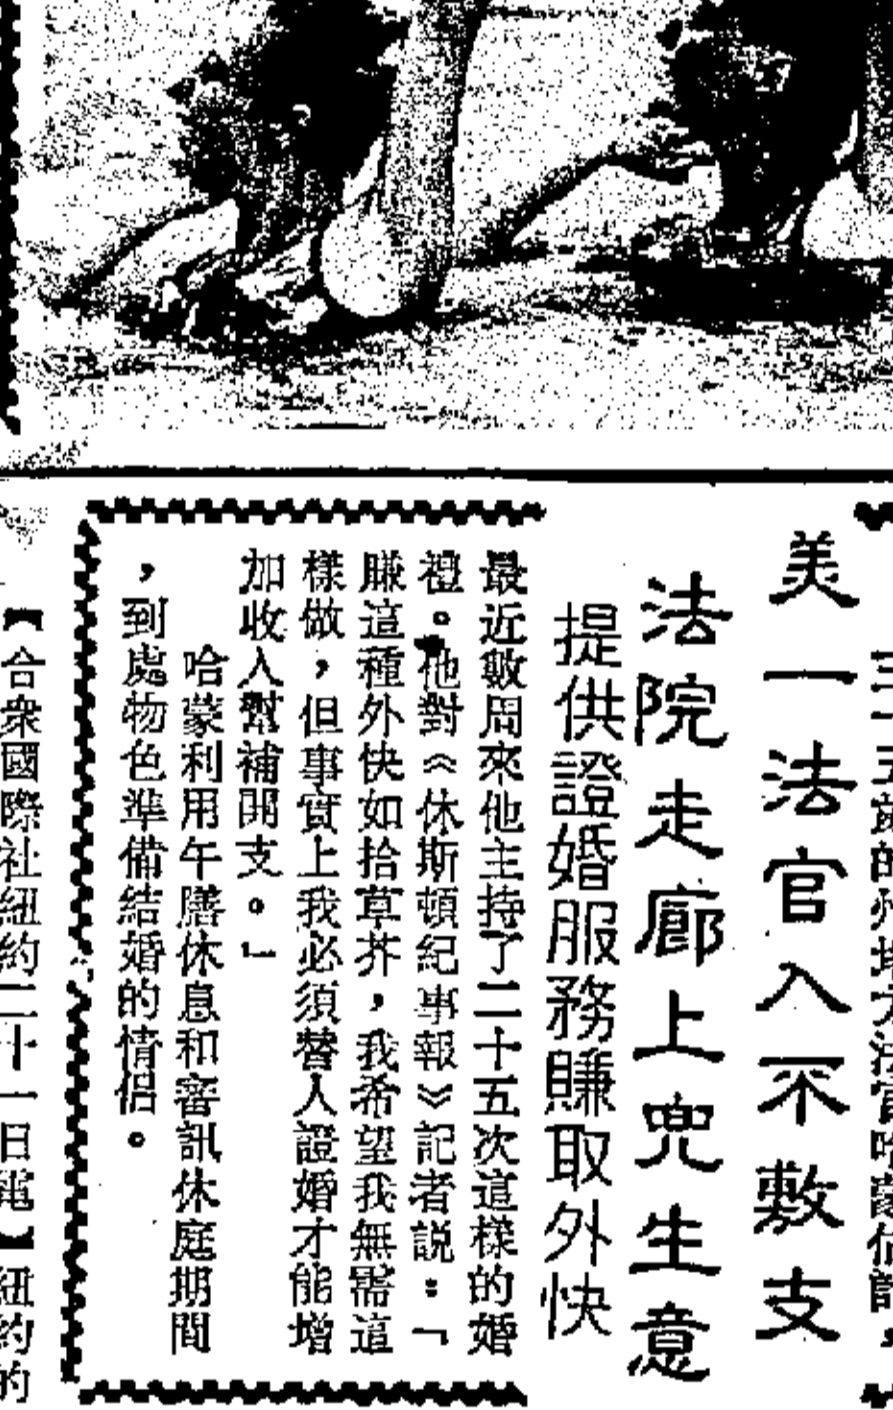 美一法官入不敷支
法院走廊上兜生意
提供證婚服務賺取外快
最近數周來他主持了二十五次這樣的婚
禮。他對《休斯頓紀事報》記者説：「
賺這種外快如拾草芥，我希望我無需這
樣做，但事實上我必須替人證婚才能增
加收入幫補開支。」
哈蒙利用午膳休息和審訊休庭期間
，到處物色準備結婚的情侶。
【合衆國際社紐約二十一日電】紐約的